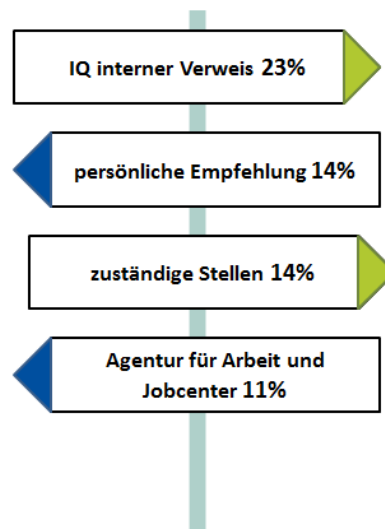 IQ interner Verweis 23%
persönliche Empfehlung 14%
zuständige Stellen 14%
Agentur für Arbeit und
Jobcenter 11%